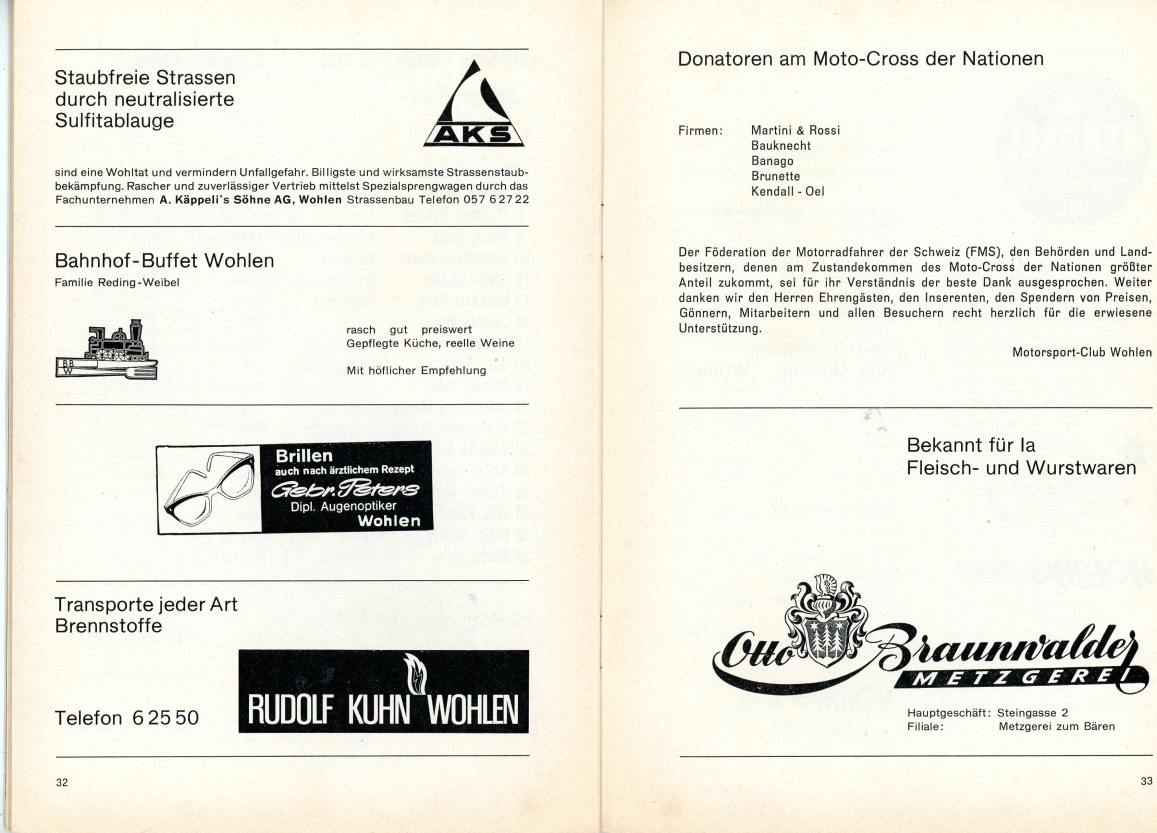 Staubfreie Strassen
durch neutralisierte
Sulfitablauge
AKS
sind eine Wohltat und vermindern Unfallgefahr. Billigste und wirksamste Strassenstaub-
bekämpfung. Rascher und zuverlässiger Vertrieb mittelst Spezialsprengwagen durch das
Fachunternehmen A. Käppeli's Söhne AG, Wohlen Strassenbau Telefon 057 6 27 22
Bahnhof-Buffet Wohlen
Familie Reding-Weibel
BB
W
rasch gut preiswert
Gepflegte Küche, reelle Weine
Mit höflicher Empfehlung
Brillen
auch nach ärztlichem Rezept
Gebr. Peters
Dipl. Augenoptiker
Wohlen
Transporte jeder Art
Brennstoffe
Telefon 6 25 50
RUDOLF KUHN WOHLEN
32
Donatoren am Moto-Cross der Nationen
Firmen: Martini & Rossi
Bauknecht
Banago
Brunette
Kendall - Oel
Der Föderation der Motorradfahrer der Schweiz (FMS), den Behörden und Land-
besitzern, denen am Zustandekommen des Moto-Cross der Nationen größter
Anteil zukommt, sei für ihr Verständnis der beste Dank ausgesprochen. Weiter
danken wir den Herren Ehrengästen, den Inserenten, den Spendern von Preisen,
Gönnern, Mitarbeitern und allen Besuchern recht herzlich für die erwiesene
Unterstützung.
Motorsport-Club Wohlen
Bekannt für Ia
Fleisch- und Wurstwaren
Otto Braunwalder
METZGEREI
Hauptgeschäft: Steingasse 2
Filiale: Metzgerei zum Bären
33